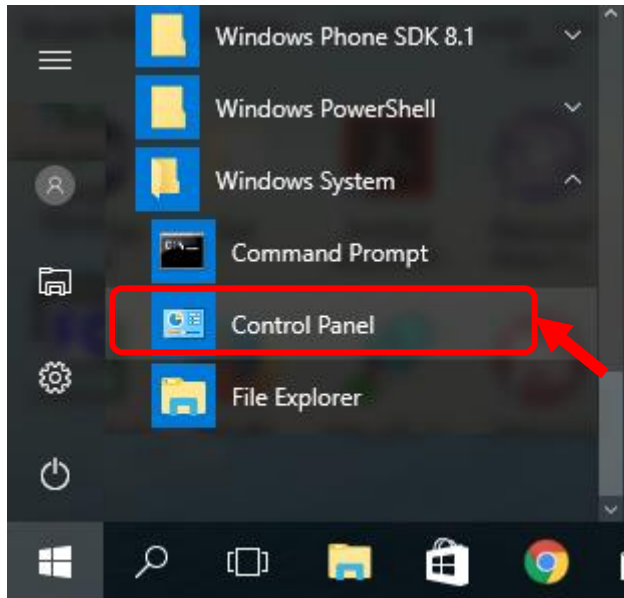 Windows Phone SDK 8.1
Windows PowerShell
Windows System
Command Prompt
Control Panel
File Explorer